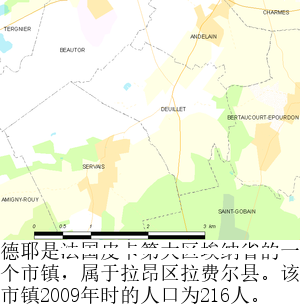 CHARMES
TERGNIER
ANDELAIN
BEAUTOR
DEUILLET
BERTAUCOURT-EPOURDON
SERVAIS
AMIGNY-ROUY
SAINT-GOBAIN
0 0.5 1 2 3 km
德耶是法国皮卡第大区埃纳省的一
个市镇，属于拉昂区拉费尔县。该
市镇2009年时的人口为216人。